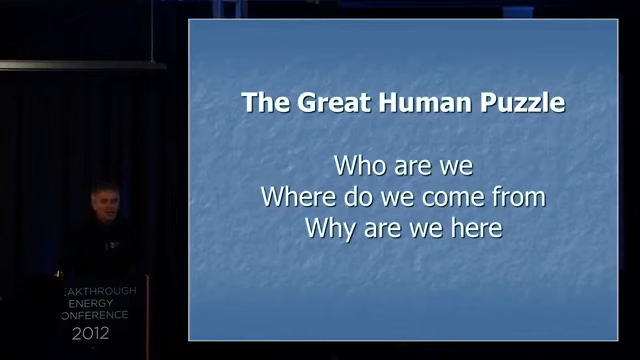 The Great Human Puzzle
Who are we
Where do we come from
Why are we here
EAKTHROUGH
ENERGY
CONFERENCE
2012